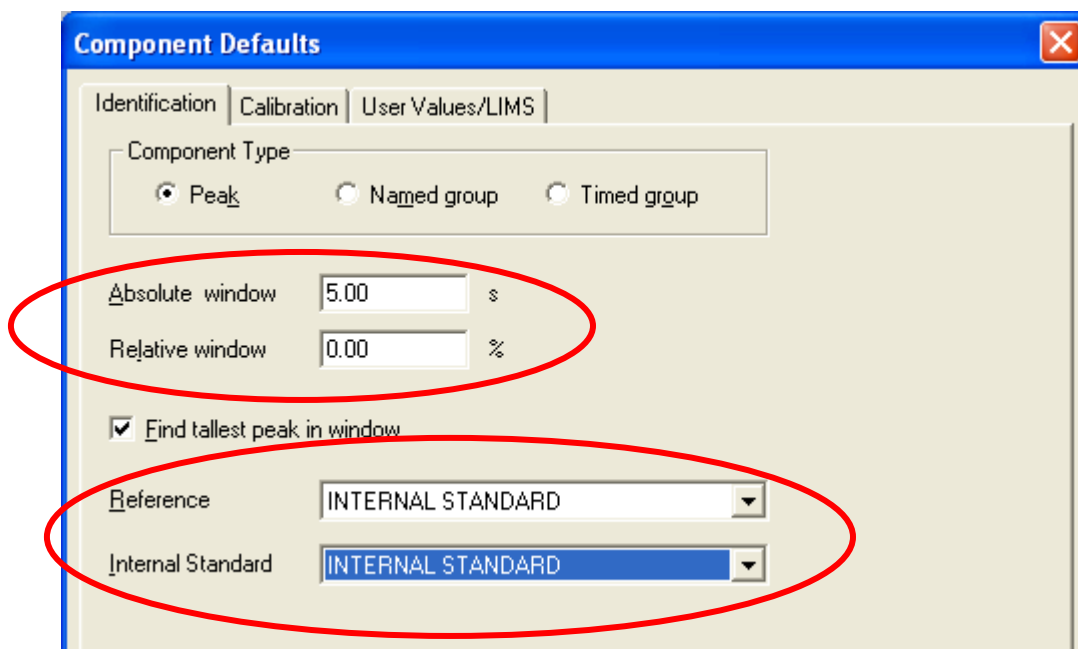 Component Defaults
Identification Calibration User Values/LIMS
Component Type
Peak Named group Timed group
Absolute window 5.00 s
Relative window 0.00 %
Find tallest peak in window
Reference INTERNAL STANDARD
Internal Standard INTERNAL STANDARD